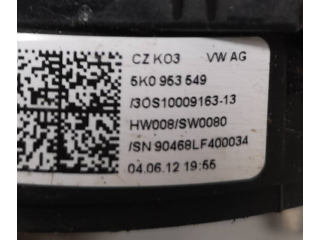 CZ KO3 VW AG
5K0 953 549
/3OS10009163-13
HW008/SW0080
/SN 90468LF400034
04.06.12 19:55